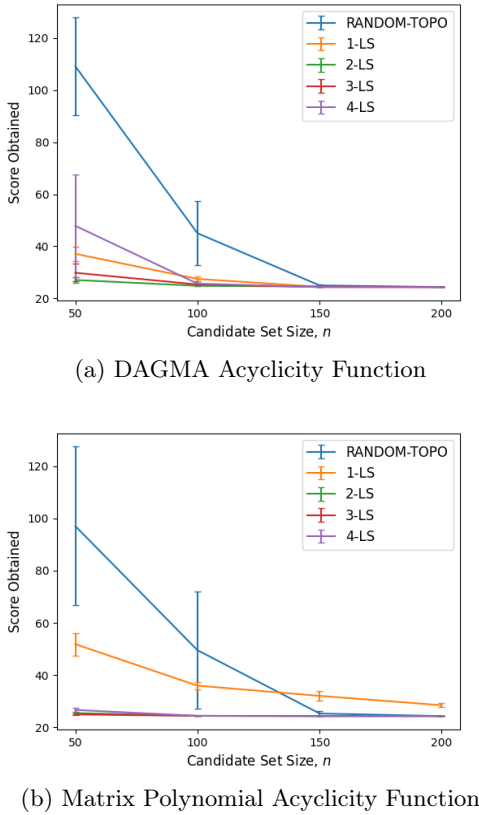 120
100
80
60
40
20
Score Obtained
RANDOM-TOPO
1-LS
2-LS
3-LS
4-LS
50
100
150
200
Candidate Set Size, n
(a) DAGMA Acyclicity Function
120
100
80
60
40
20
Score Obtained
RANDOM-TOPO
1-LS
2-LS
3-LS
4-LS
50
100
150
200
Candidate Set Size, n
(b) Matrix Polynomial Acyclicity Function